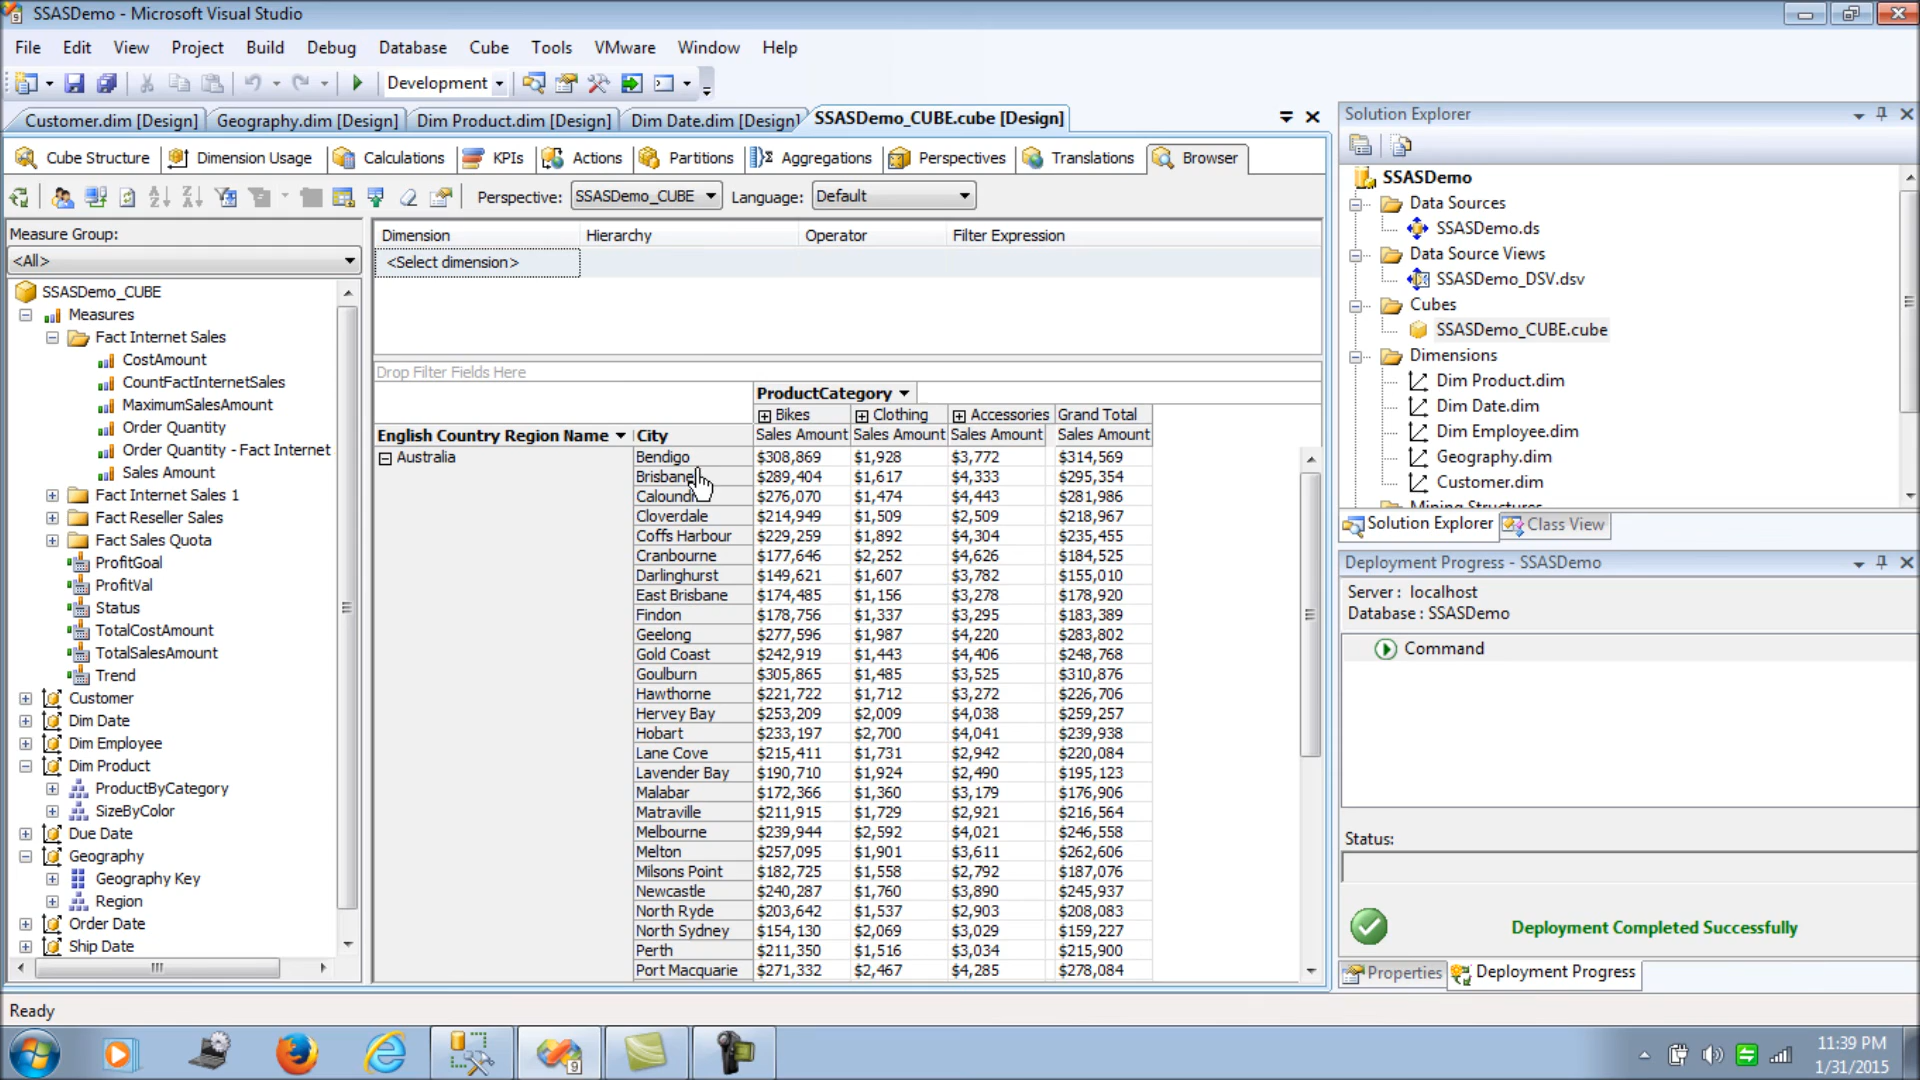 SSASDemo - Microsoft Visual Studio
File Edit View Project Build Debug Database Cube Tools VMware Window Help
Development
Customer.dim [Design] Geography.dim [Design] Dim Product.dim [Design] Dim Date.dim [Design] SSASDemo_CUBE.cube [Design]
Cube Structure Dimension Usage Calculations KPIs Actions Partitions Aggregations Perspectives Translations Browser
Perspective: SSASDemo_CUBE Language: Default
Measure Group:
<All>
SSASDemo_CUBE
Measures
Fact Internet Sales
CostAmount
CountFactInternetSales
MaximumSalesAmount
Order Quantity
Order Quantity - Fact Internet
Sales Amount
Fact Internet Sales 1
Fact Reseller Sales
Fact Sales Quota
ProfitGoal
ProfitVal
Status
TotalCostAmount
TotalSalesAmount
Trend
Customer
Dim Date
Dim Employee
Dim Product
ProductByCategory
SizeByColor
Due Date
Geography
Geography Key
Region
Order Date
Ship Date
Dimension Hierarchy Operator Filter Expression
<Select dimension>
Drop Filter Fields Here
ProductCategory
Bikes Clothing Accessories Grand Total
English Country Region Name City Sales Amount Sales Amount Sales Amount Sales Amount
Australia Bendigo $308,869 $1,928 $3,772 $314,569
Brisbane $289,404 $1,617 $4,333 $295,354
$276,070 $1,474 $4,443 $281,986
Cloverdale $214,949 $1,509 $2,509 $218,967
Coffs Harbour $229,259 $1,892 $4,304 $235,455
Cranbourne $177,646 $2,252 $4,626 $184,525
Darlinghurst $149,621 $1,607 $3,782 $155,010
East Brisbane $174,485 $1,156 $3,278 $178,920
Findon $178,756 $1,337 $3,295 $183,389
Geelong $277,596 $1,987 $4,220 $283,802
Gold Coast $242,919 $1,443 $4,406 $248,768
Goulburn $305,865 $1,485 $3,525 $310,876
Hawthorne $221,722 $1,712 $3,272 $226,706
Hervey Bay $253,209 $2,009 $4,038 $259,257
Hobart $233,197 $2,700 $4,041 $239,938
Lane Cove $215,411 $1,731 $2,942 $220,084
Lavender Bay $190,710 $1,924 $2,490 $195,123
Malabar $172,366 $1,360 $3,179 $176,906
Matraville $211,915 $1,729 $2,921 $216,564
Melbourne $239,944 $2,592 $4,021 $246,558
Melton $257,095 $1,901 $3,611 $262,606
Milsons Point $182,725 $1,558 $2,792 $187,076
Newcastle $240,287 $1,760 $3,890 $245,937
North Ryde $203,642 $1,537 $2,903 $208,083
North Sydney $154,130 $2,069 $3,029 $159,227
Perth $211,350 $1,516 $3,034 $215,900
Port Macquarie $271,332 $2,467 $4,285 $278,084
Solution Explorer
SSASDemo
Data Sources
SSASDemo.ds
Data Source Views
SSASDemo_DSV.dsv
Cubes
SSASDemo_CUBE.cube
Dimensions
Dim Product.dim
Dim Date.dim
Dim Employee.dim
Geography.dim
Customer.dim
Mining Structures
Solution Explorer Class View
Deployment Progress - SSASDemo
Server : localhost
Database : SSASDemo
Command
Status:
Deployment Completed Successfully
Properties Deployment Progress
Ready
9
11:39 PM
1/31/2015